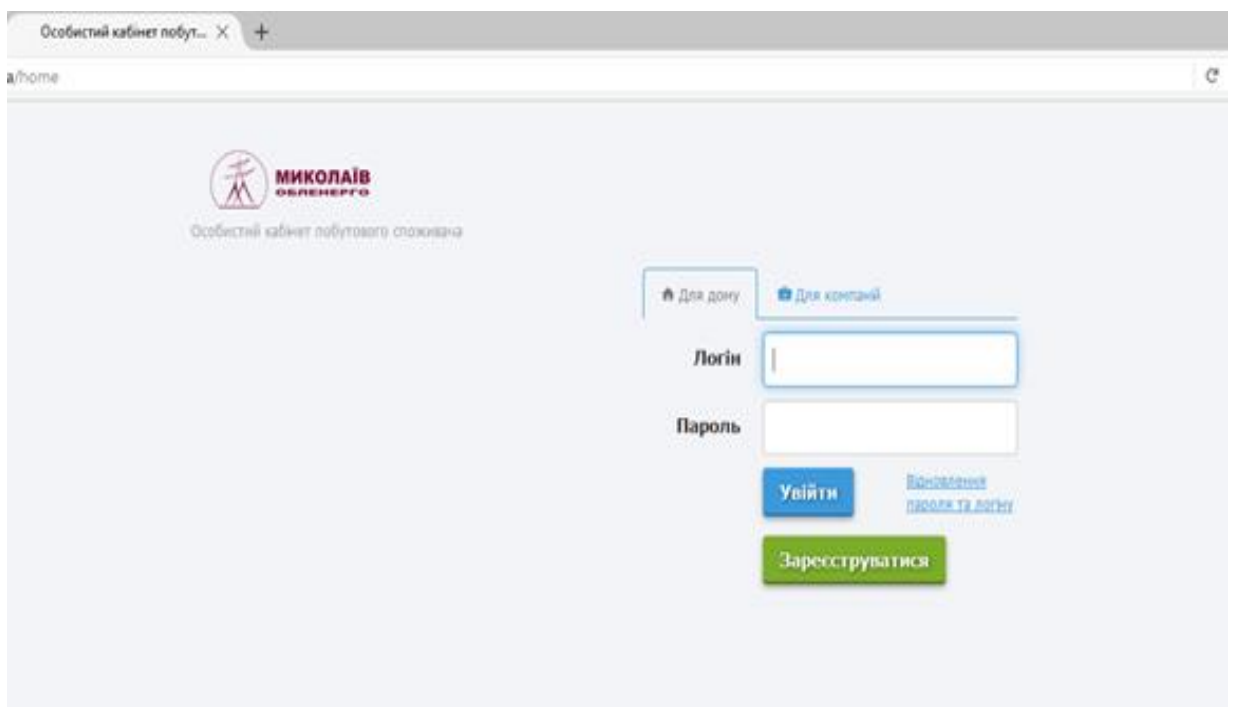 Особистий кабінет побут...
a/home
МИКОЛАЇВ
ОБЛЕНЕРГО
Особистий кабінет побутового споживача
Для дому
Для компаній
Логін
Пароль
Увійти
Відновлення
пароля та логіну
Зареєструватися